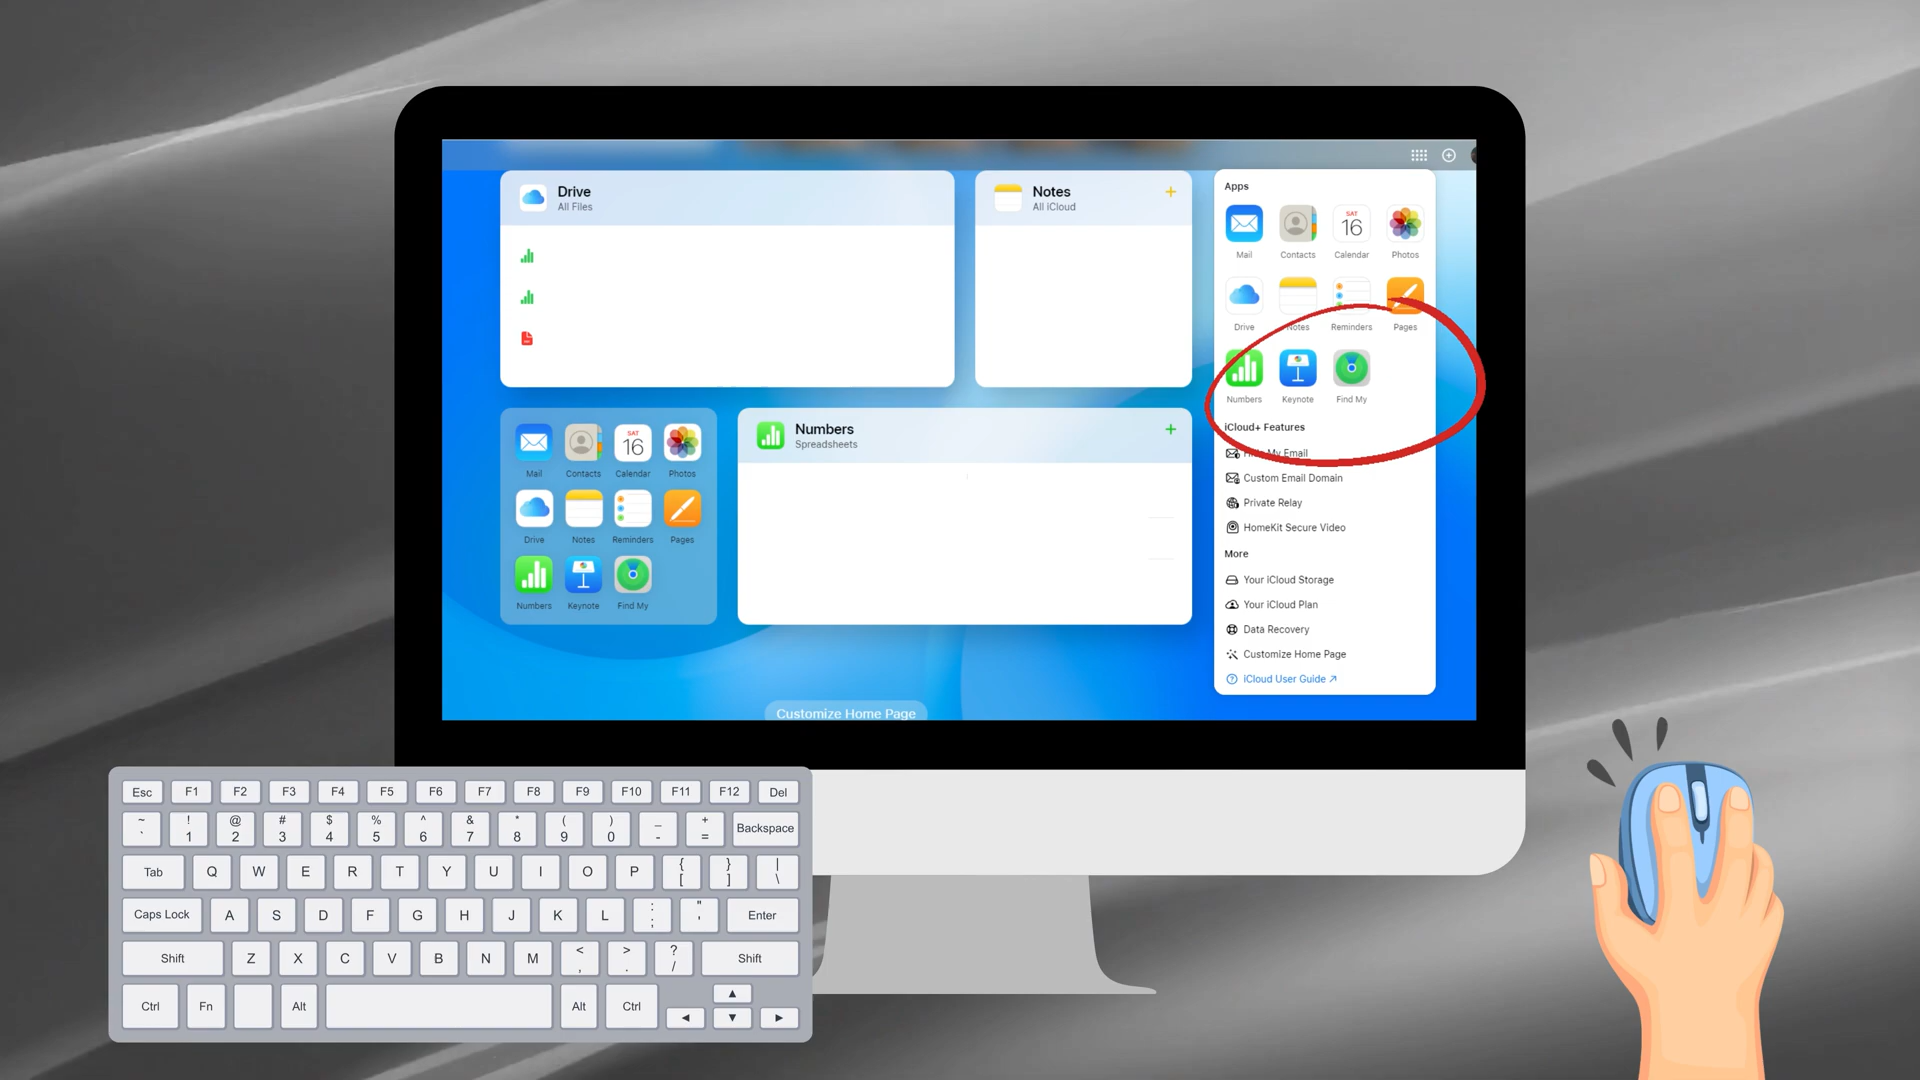 Drive
All Files
Notes
All iCloud
Apps
SAT
16
Mail Contacts Calendar Photos
Drive Notes Reminders Pages
Numbers Keynote Find My
iCloud+ Features
Hide My Email
Custom Email Domain
Private Relay
HomeKit Secure Video
More
Your iCloud Storage
Your iCloud Plan
Data Recovery
Customize Home Page
iCloud User Guide
SAT
16
Mail Contacts Calendar Photos
Drive Notes Reminders Pages
Numbers Keynote Find My
Numbers
Spreadsheets
Customize Home Page
Esc F1 F2 F3 F4 F5 F6 F7 F8 F9 F10 F11 F12 Del
~ ! @ # $ % ^ & * ( ) _ +
` 1 2 3 4 5 6 7 8 9 0 - = Backspace
Tab Q W E R T Y U I O P { } |
[ ] \
Caps Lock A S D F G H J K L : " Enter
; '
Shift Z X C V B N M < > ? Shift
, . /
Ctrl Fn Alt Alt Ctrl